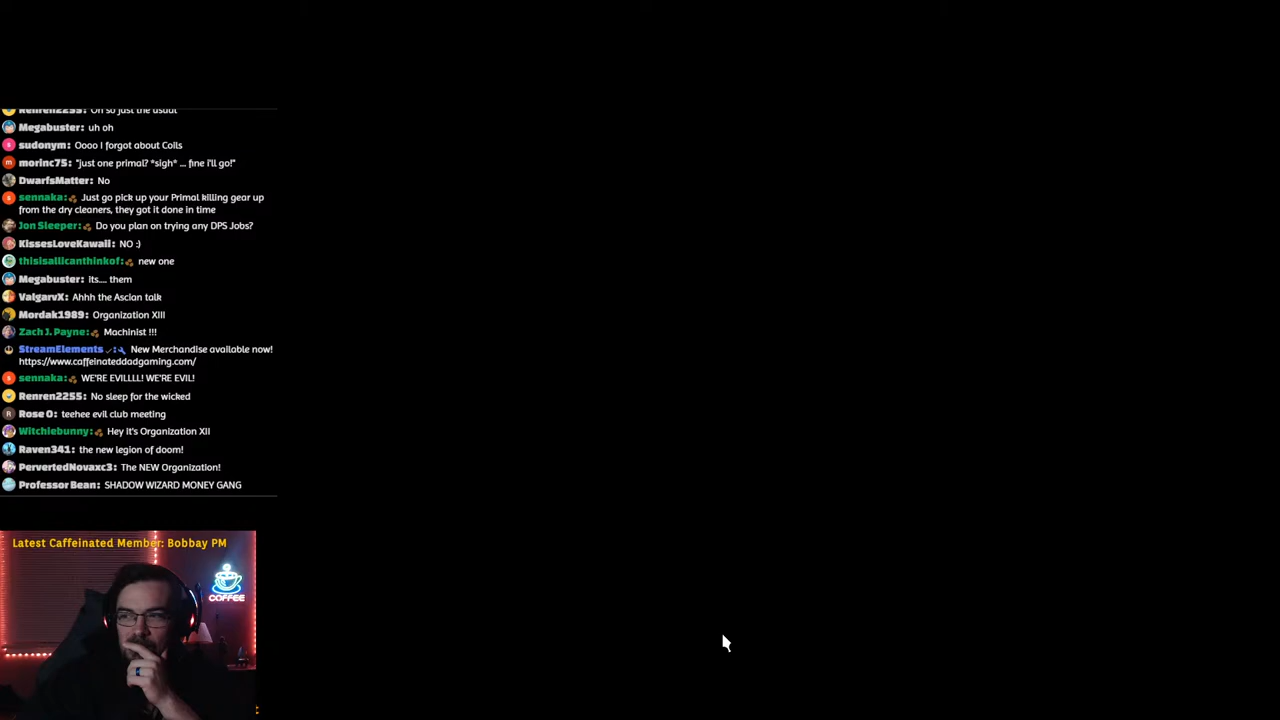 Renren2255: Oh so just the usual
Megabuster: uh oh
sudonym: Oooo I forgot about Coils
morinc75: "just one primal? *sigh* ... fine i'll go!"
DwarfsMatter: No
sennaka: Just go pick up your Primal killing gear up
from the dry cleaners, they got it done in time
Jon Sleeper: Do you plan on trying any DPS Jobs?
KissesLoveKawaii: NO :)
thisisallicanthinkof: new one
Megabuster: its.... them
ValgarvX: Ahhh the Ascian talk
Mordak1989: Organization XIII
Zach J. Payne: Machinist !!!
StreamElements: New Merchandise available now!
https://www.caffeinateddadgaming.com/
sennaka: WE'RE EVILLLL! WE'RE EVIL!
Renren2255: No sleep for the wicked
Rose O: teehee evil club meeting
Witchiebunny: Hey it's Organization XII
Raven341: the new legion of doom!
PervertedNovaxc3: The NEW Organization!
Professor Bean: SHADOW WIZARD MONEY GANG
Latest Caffeinated Member: Bobbay PM
COFFEE